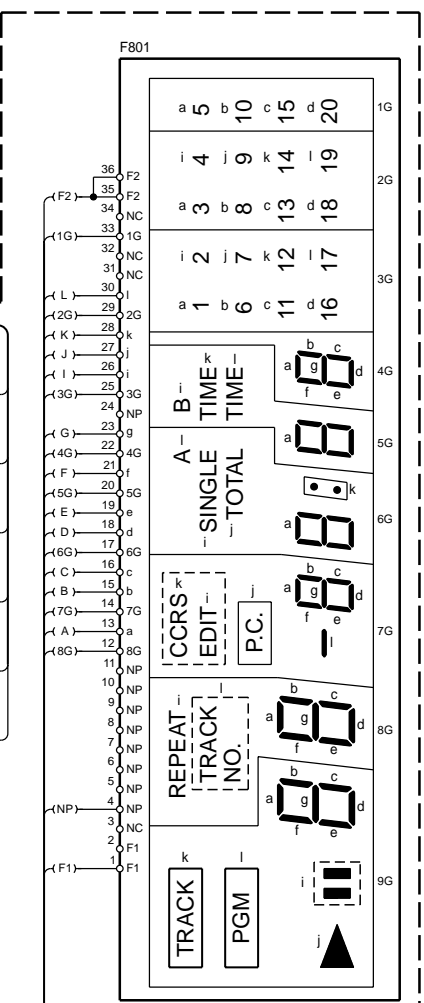 F801
a 5 b 10 c 15 d 20 1G
i 4 j 9 k 14 l 19
a 3 b 8 c 13 d 18 2G
i 2 j 7 k 12 l 17
a 1 b 6 c 11 d 16 3G
36 F2
(F2) 35 F2
34 NC
(1G) 33 1G
32 NC
31 NC
(L) 30 l
(2G) 29 2G
(K) 28 k
(J) 27 j
(I) 26 i
(3G) 25 3G
24 NP
(G) 23 g
(4G) 22 4G
(F) 21 f
(5G) 20 5G
(E) 19 e
(D) 18 d
(6G) 17 6G
(C) 16 c
(B) 15 b
(7G) 14 7G
(A) 13 a
(8G) 12 8G
11 NP
10 NP
9 NP
8 NP
7 NP
6 NP
5 NP
(NP) 4 NP
3 NC
2 F1
(F1) 1 F1
i k l
B TIME TIME
a b c d e f g 4G
A–
a 5G
SINGLE TOTAL
i j
k
a 6G
k i
CCRS EDIT
j
P.C.
a b c d e f g
l 7G
i l
REPEAT TRACK NO.
a b c d e f g 8G
a b c d e f g
k l
TRACK PGM
i
j 9G